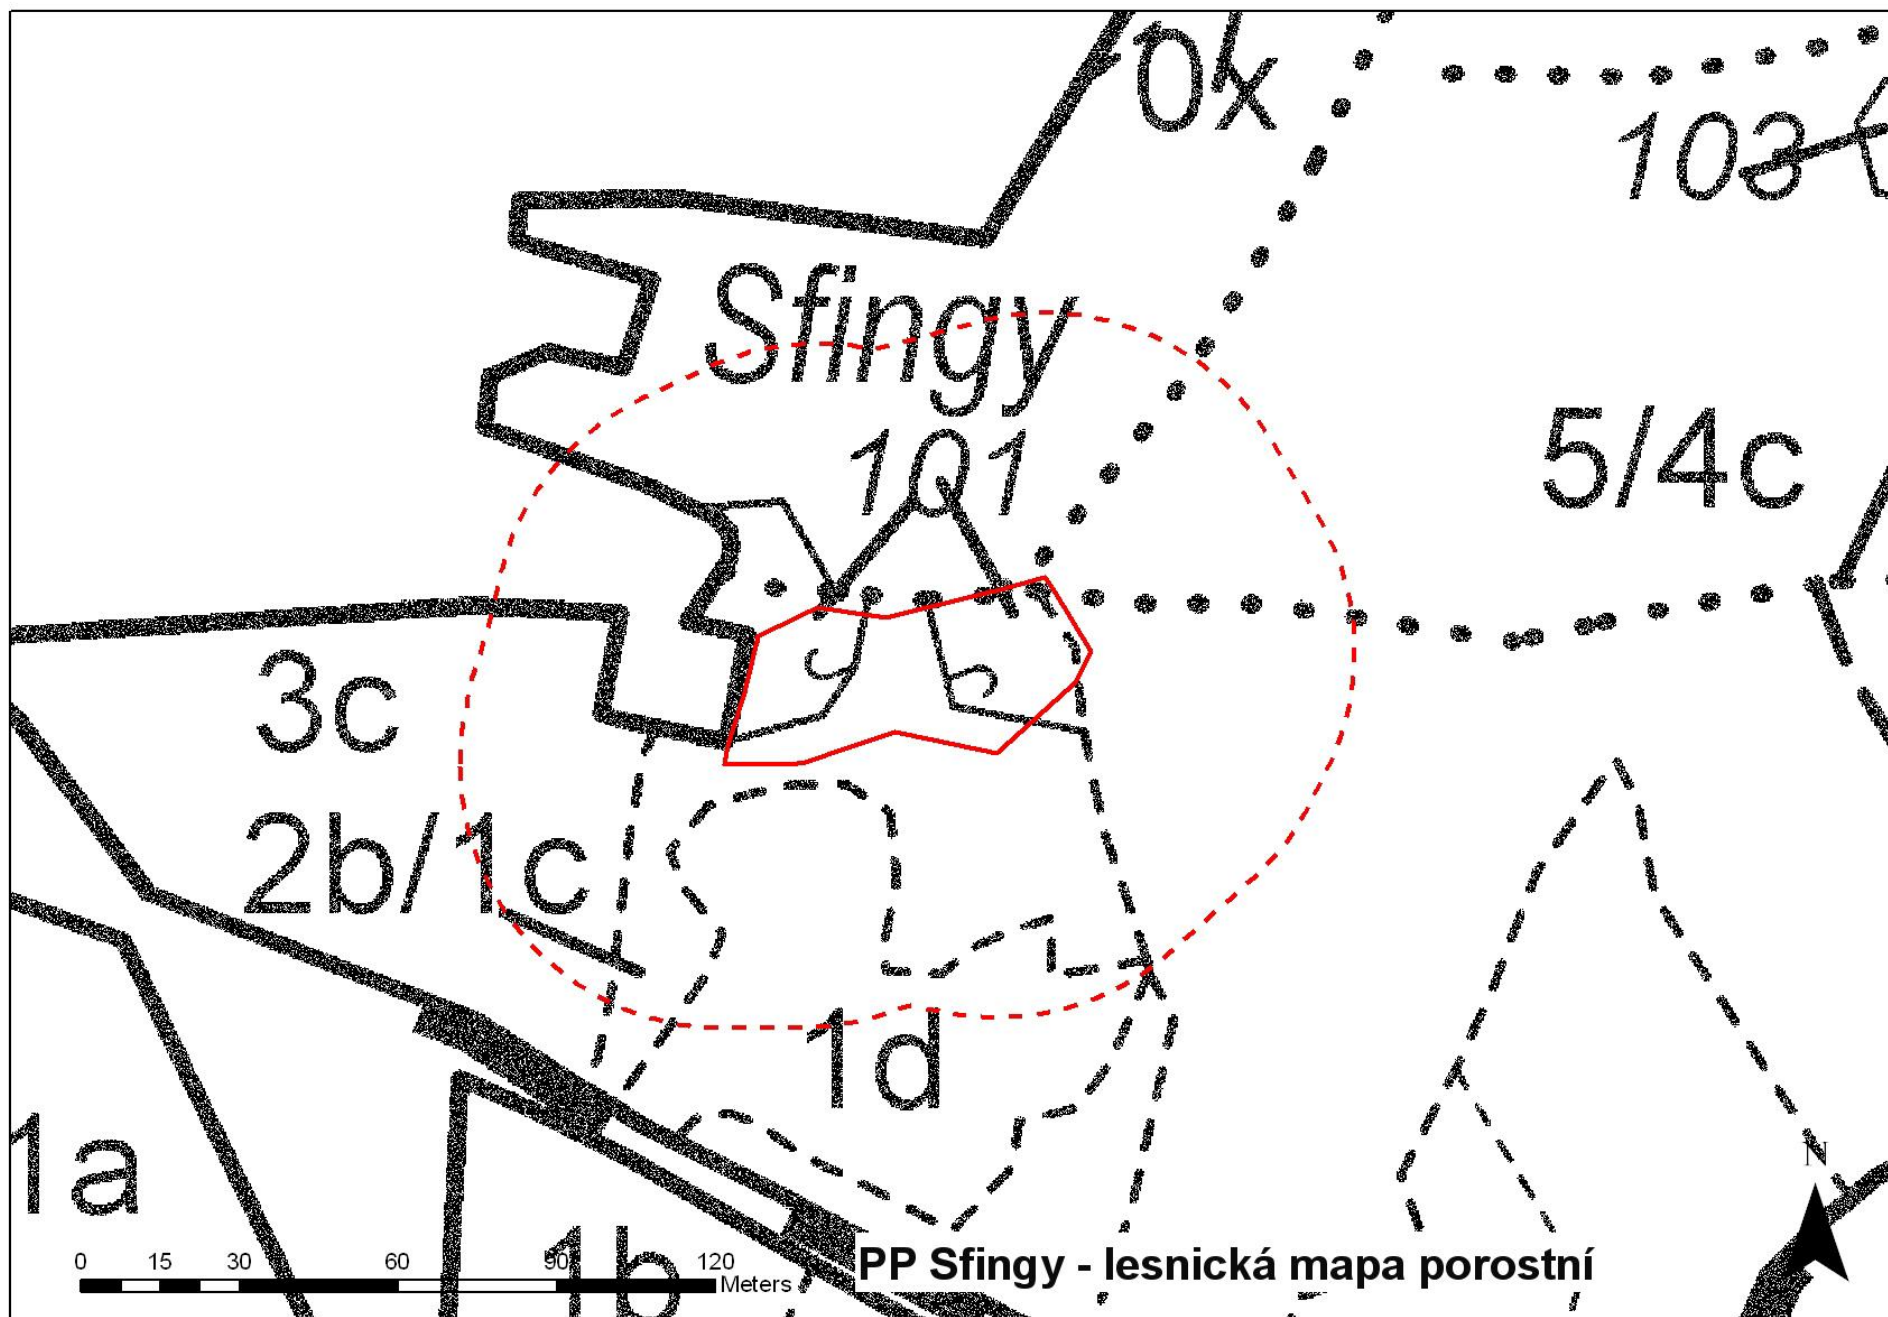 0x
103
Sfingy
101
5/4c
3c
2b/1c
1d
1a
N
1b
0 15 30 60 90 120
Meters
PP Sfingy - lesnická mapa porostní